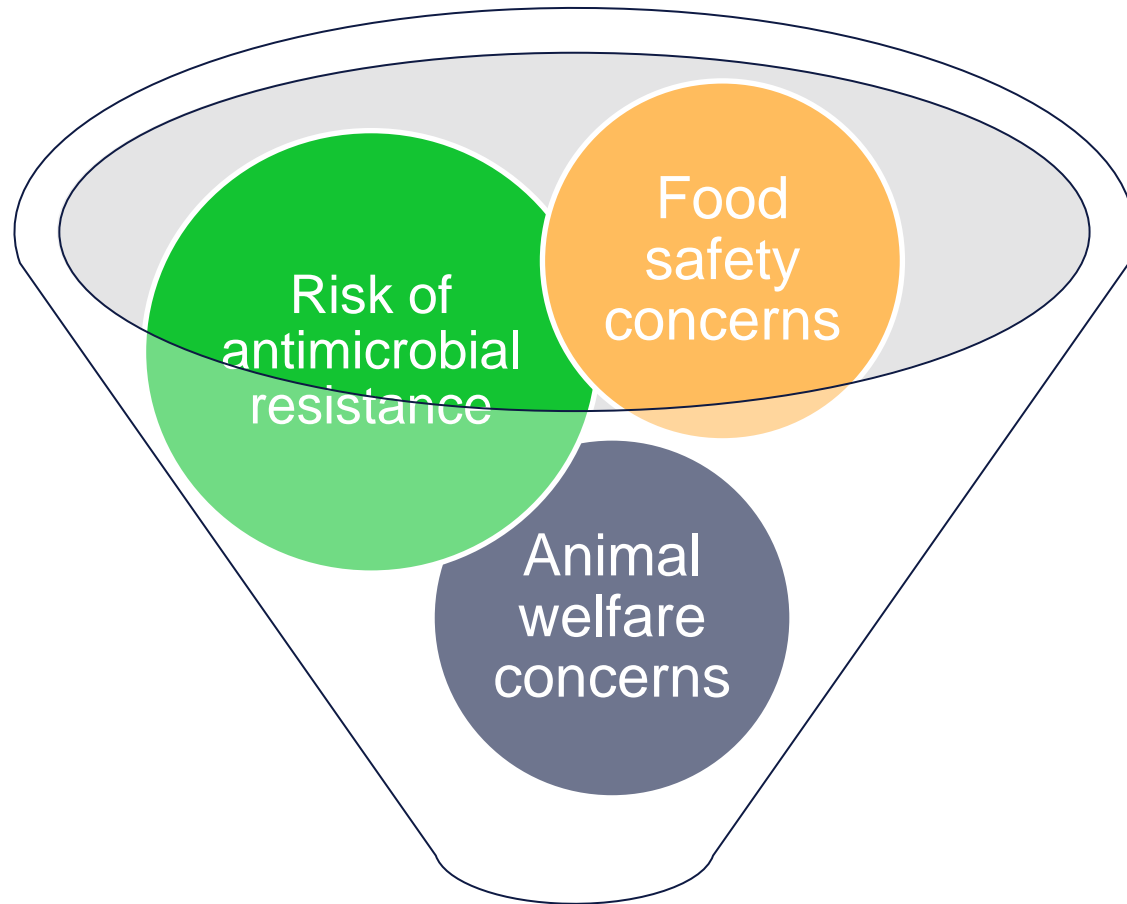 Risk of
antimicrobial
resistance
Food
safety
concerns
Animal
welfare
concerns